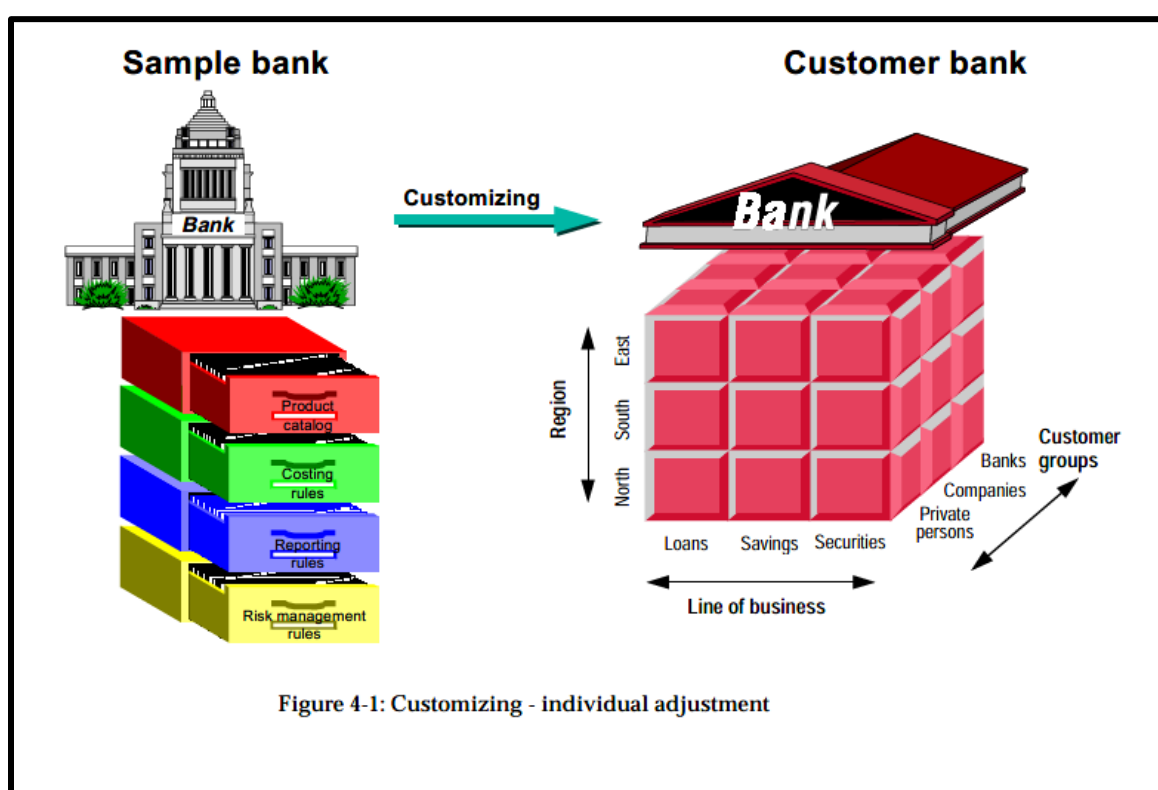 Sample bank
Customer bank
Bank
Customizing
Bank
Product
catalog
Costing
rules
Reporting
rules
Risk management
rules
Region
East
South
North
Customer
groups
Banks
Companies
Private
persons
Loans
Savings
Securities
Line of business
Figure 4-1: Customizing - individual adjustment